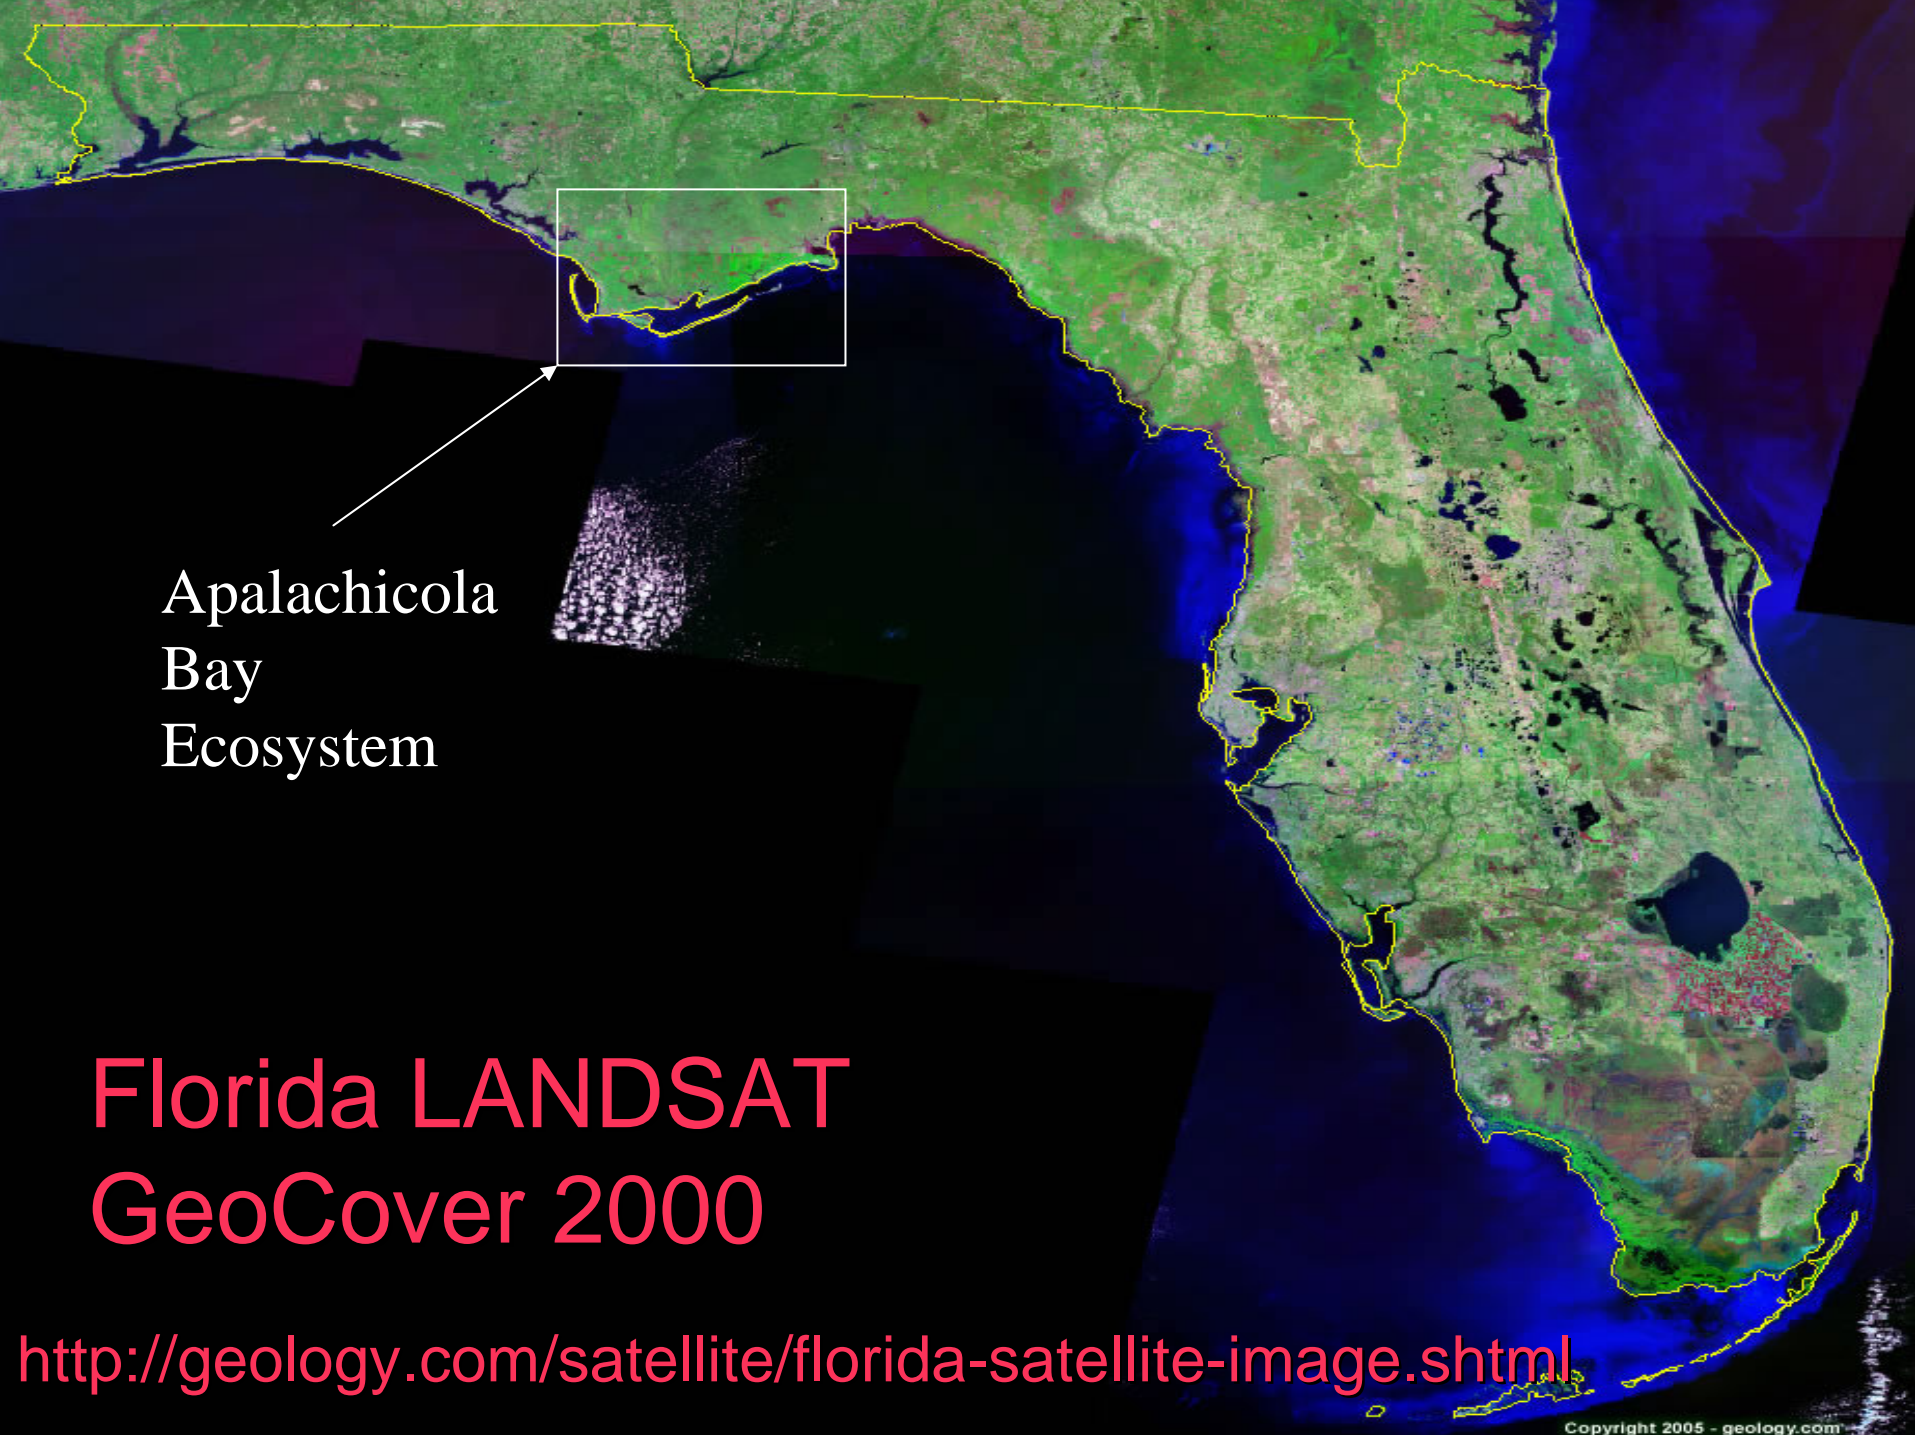 Apalachicola
Bay
Ecosystem
Florida LANDSAT
GeoCover 2000
http://geology.com/satellite/florida-satellite-image.shtml
Copyright 2005 - geology.com